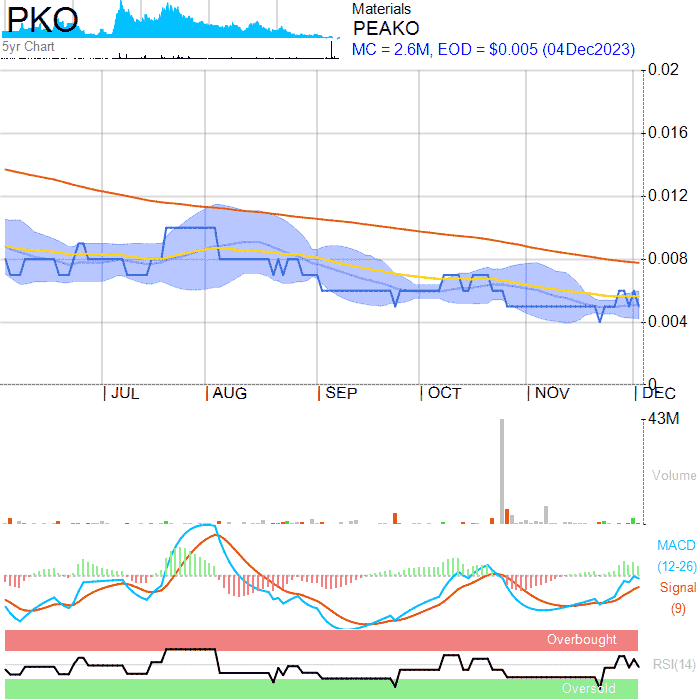 PKO
5yr Chart
Materials
PEAKO
MC = 2.6M, EOD = $0.005 (04Dec2023)
0.02
0.016
0.012
0.008
0.004
0
JUL AUG SEP OCT NOV DEC
43M
Volume
MACD
(12-26)
Signal
(9)
Overbought
RSI(14)
Oversold